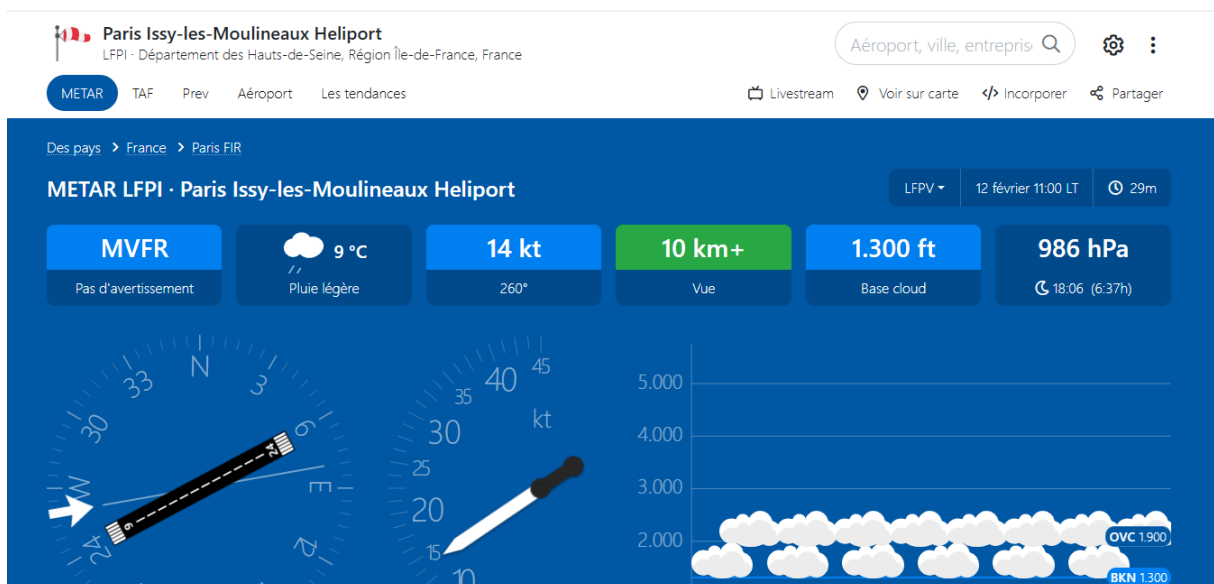 Paris Issy-les-Moulineaux Heliport
LFPI · Département des Hauts-de-Seine, Région Île-de-France, France
Aéroport, ville, entrepris
METAR TAF Prev Aéroport Les tendances
Livestream Voir sur carte Incorporer Partager
Des pays > France > Paris FIR
METAR LFPI · Paris Issy-les-Moulineaux Heliport
LFPV 12 février 11:00 LT 29m
MVFR
Pas d'avertissement
9 °C
Pluie légère
14 kt
260°
10 km+
Vue
1.300 ft
Base cloud
986 hPa
18:06 (6:37h)
N
3
6
E
12
24
W
30
33
24
6
45
40
35
kt
30
25
20
15
10
5.000
4.000
3.000
2.000
OVC 1.900
BKN 1.300